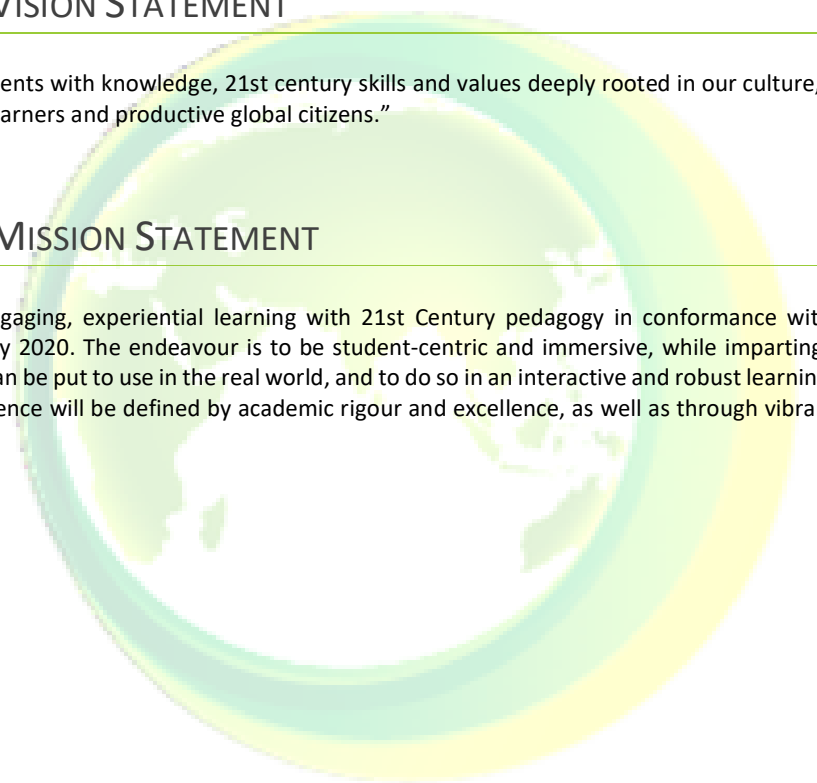 VISION STATEMENT
ents with knowledge, 21st century skills and values deeply rooted in our culture,
arners and productive global citizens.”
MISSION STATEMENT
gaging, experiential learning with 21st Century pedagogy in conformance wit
y 2020. The endeavour is to be student-centric and immersive, while imparting
an be put to use in the real world, and to do so in an interactive and robust learnin
ence will be defined by academic rigour and excellence, as well as through vibra